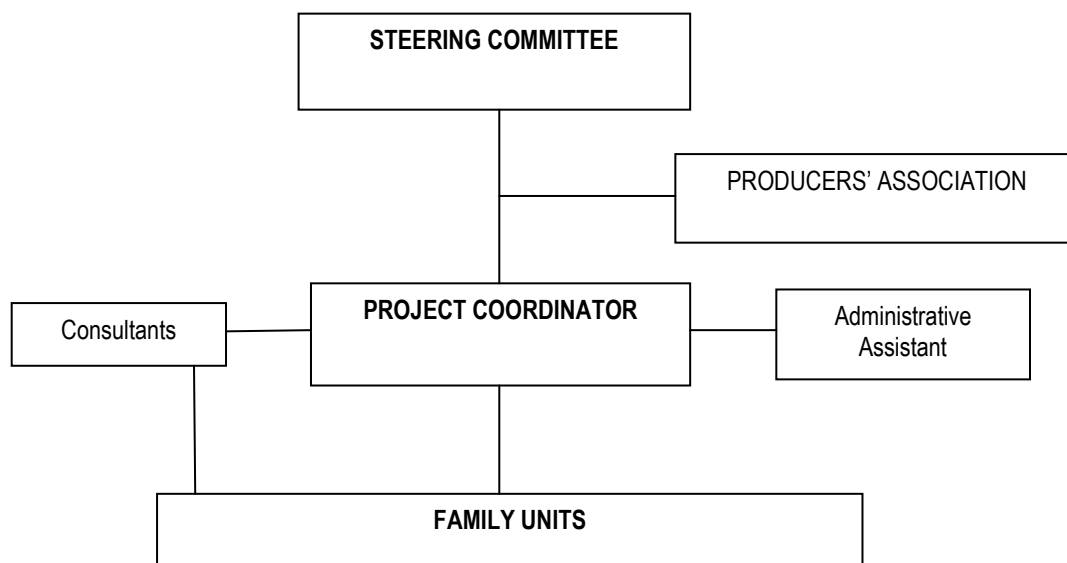 STEERING COMMITTEE
PRODUCERS’ ASSOCIATION
PROJECT COORDINATOR
Consultants
Administrative
Assistant
FAMILY UNITS